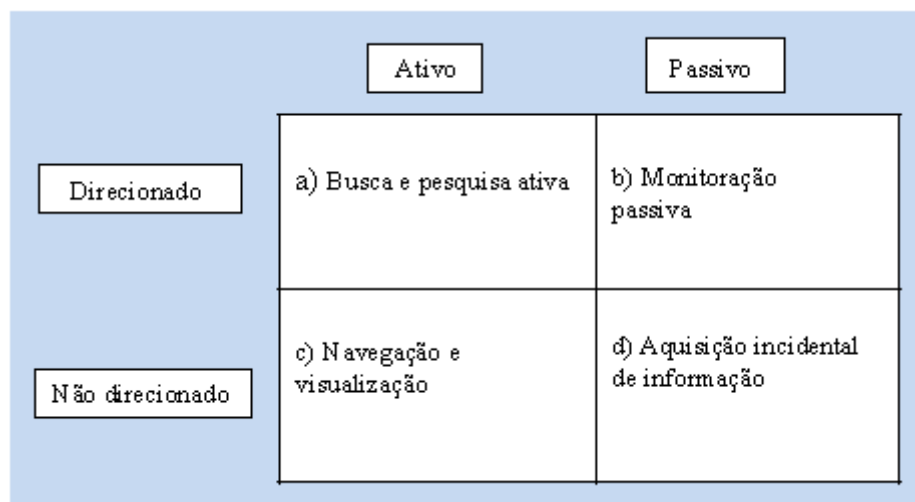 Ativo
Passivo
Direcionado
a) Busca e pesquisa ativa
b) Monitoração
passiva
Não direcionado
c) Navegação e
visualização
d) Aquisição incidental
de informação